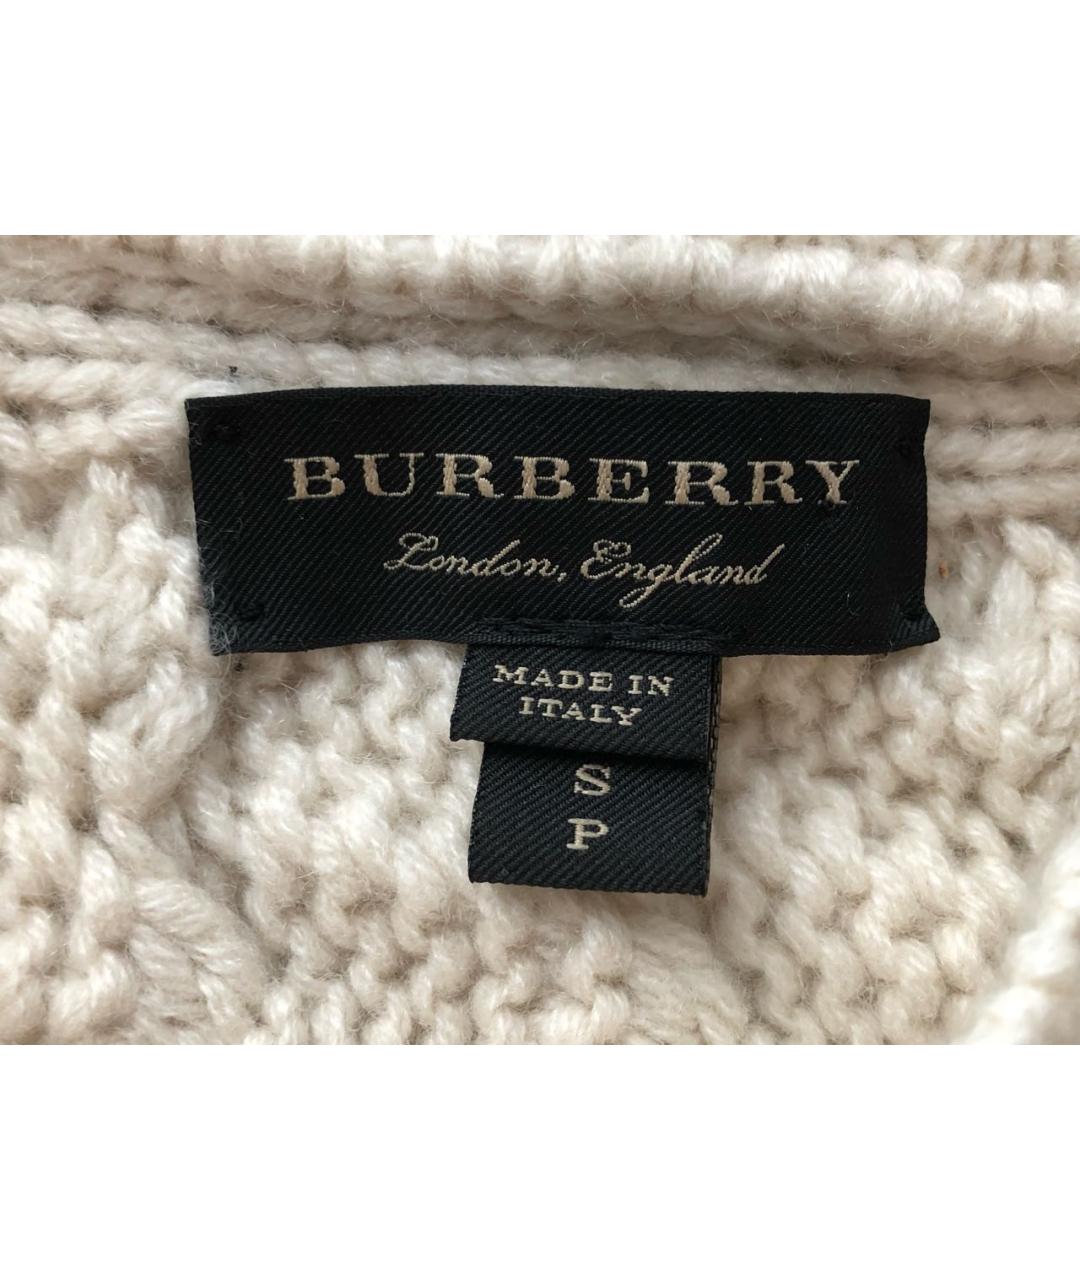 BURBERRY
London, England
MADE IN
ITALY
S
P